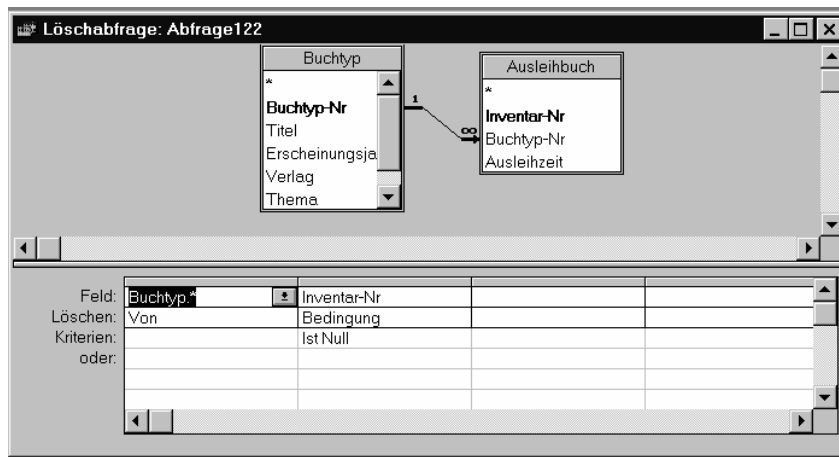 Löschabfrage: Abfrage122
Buchtyp
*
Buchtyp-Nr
Titel
Erscheinungsja
Verlag
Thema
1
∞
Ausleihbuch
*
Inventar-Nr
Buchtyp-Nr
Ausleihzeit
Feld: Buchtyp.* Inventar-Nr
Löschen: Von Bedingung
Kriterien: Ist Null
oder: